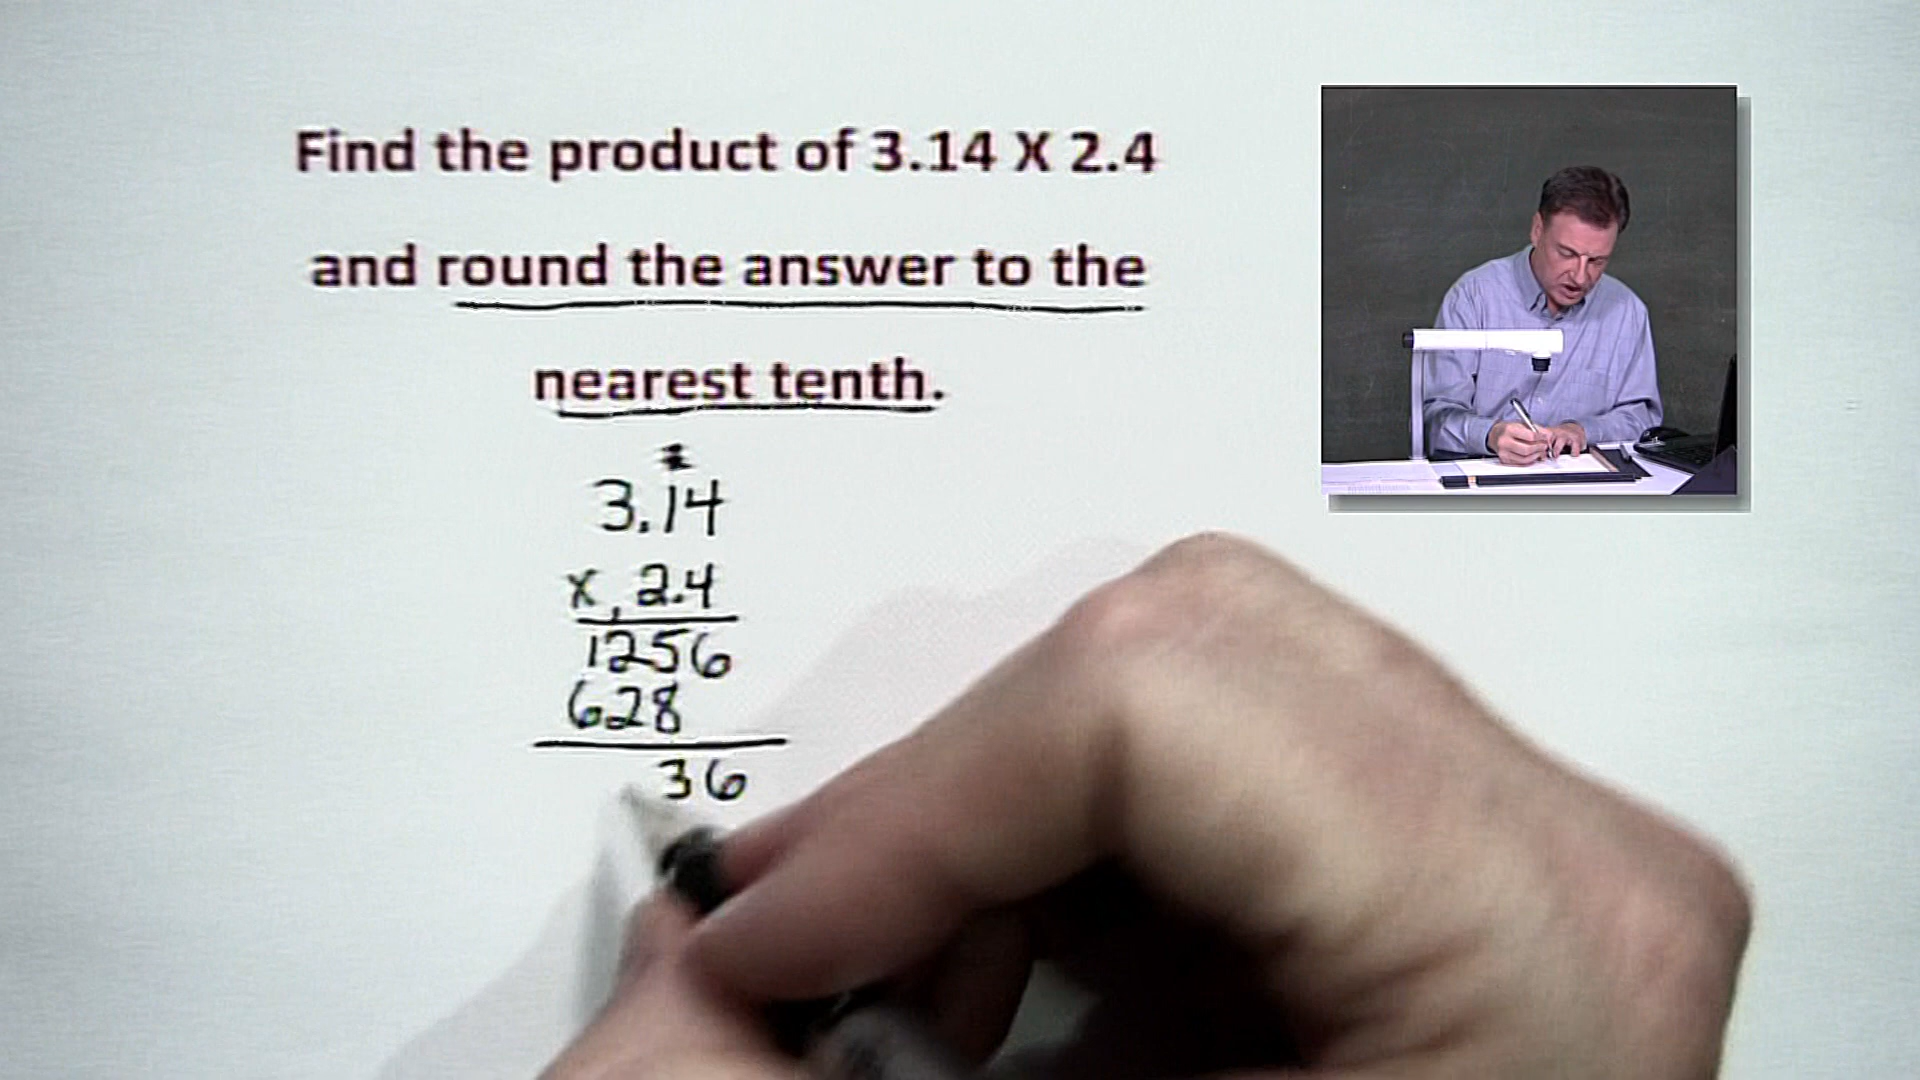 Find the product of 3.14 X 2.4
and round the answer to the
nearest tenth.
3.14
x 2.4
1256
628
36